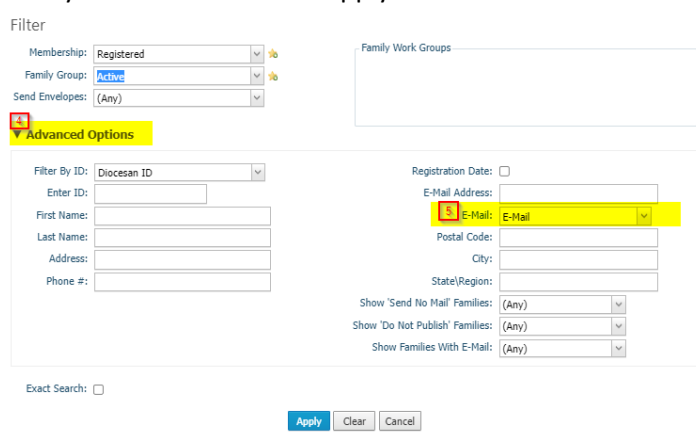 Filter
Membership: Registered
Family Group: Active
Send Envelopes: (Any)
Family Work Groups
4
▼ Advanced Options
Filter By ID: Diocesan ID
Enter ID:
First Name:
Last Name:
Address:
Phone #:
Registration Date:
E-Mail Address:
5 E-Mail: E-Mail
Postal Code:
City:
State\Region:
Show 'Send No Mail' Families: (Any)
Show 'Do Not Publish' Families: (Any)
Show Families With E-Mail: (Any)
Exact Search:
Apply Clear Cancel